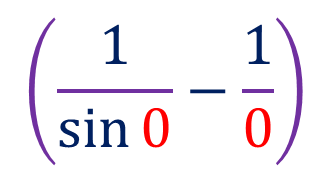 (1/sin 0 − 1/0)